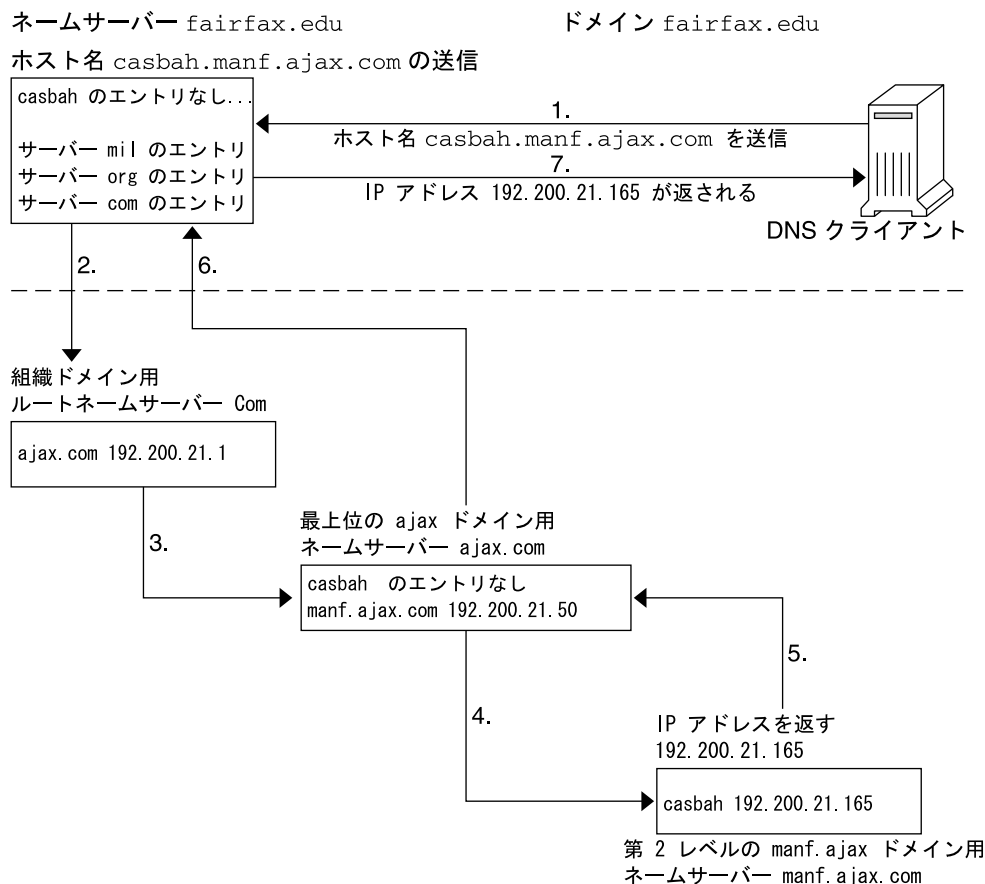 ネームサーバー fairfax.edu
ドメイン fairfax.edu
ホスト名 casbah.manf.ajax.com の送信
casbah のエントリなし...
サーバー mil のエントリ
サーバー org のエントリ
サーバー com のエントリ
1.
ホスト名 casbah.manf.ajax.com を送信
7.
IP アドレス 192.200.21.165 が返される
DNS クライアント
2.
6.
組織ドメイン用
ルートネームサーバー Com
ajax.com 192.200.21.1
3.
最上位の ajax ドメイン用
ネームサーバー ajax.com
casbah のエントリなし
manf.ajax.com 192.200.21.50
4.
5.
IP アドレスを返す
192.200.21.165
casbah 192.200.21.165
第 2 レベルの manf.ajax ドメイン用
ネームサーバー manf.ajax.com